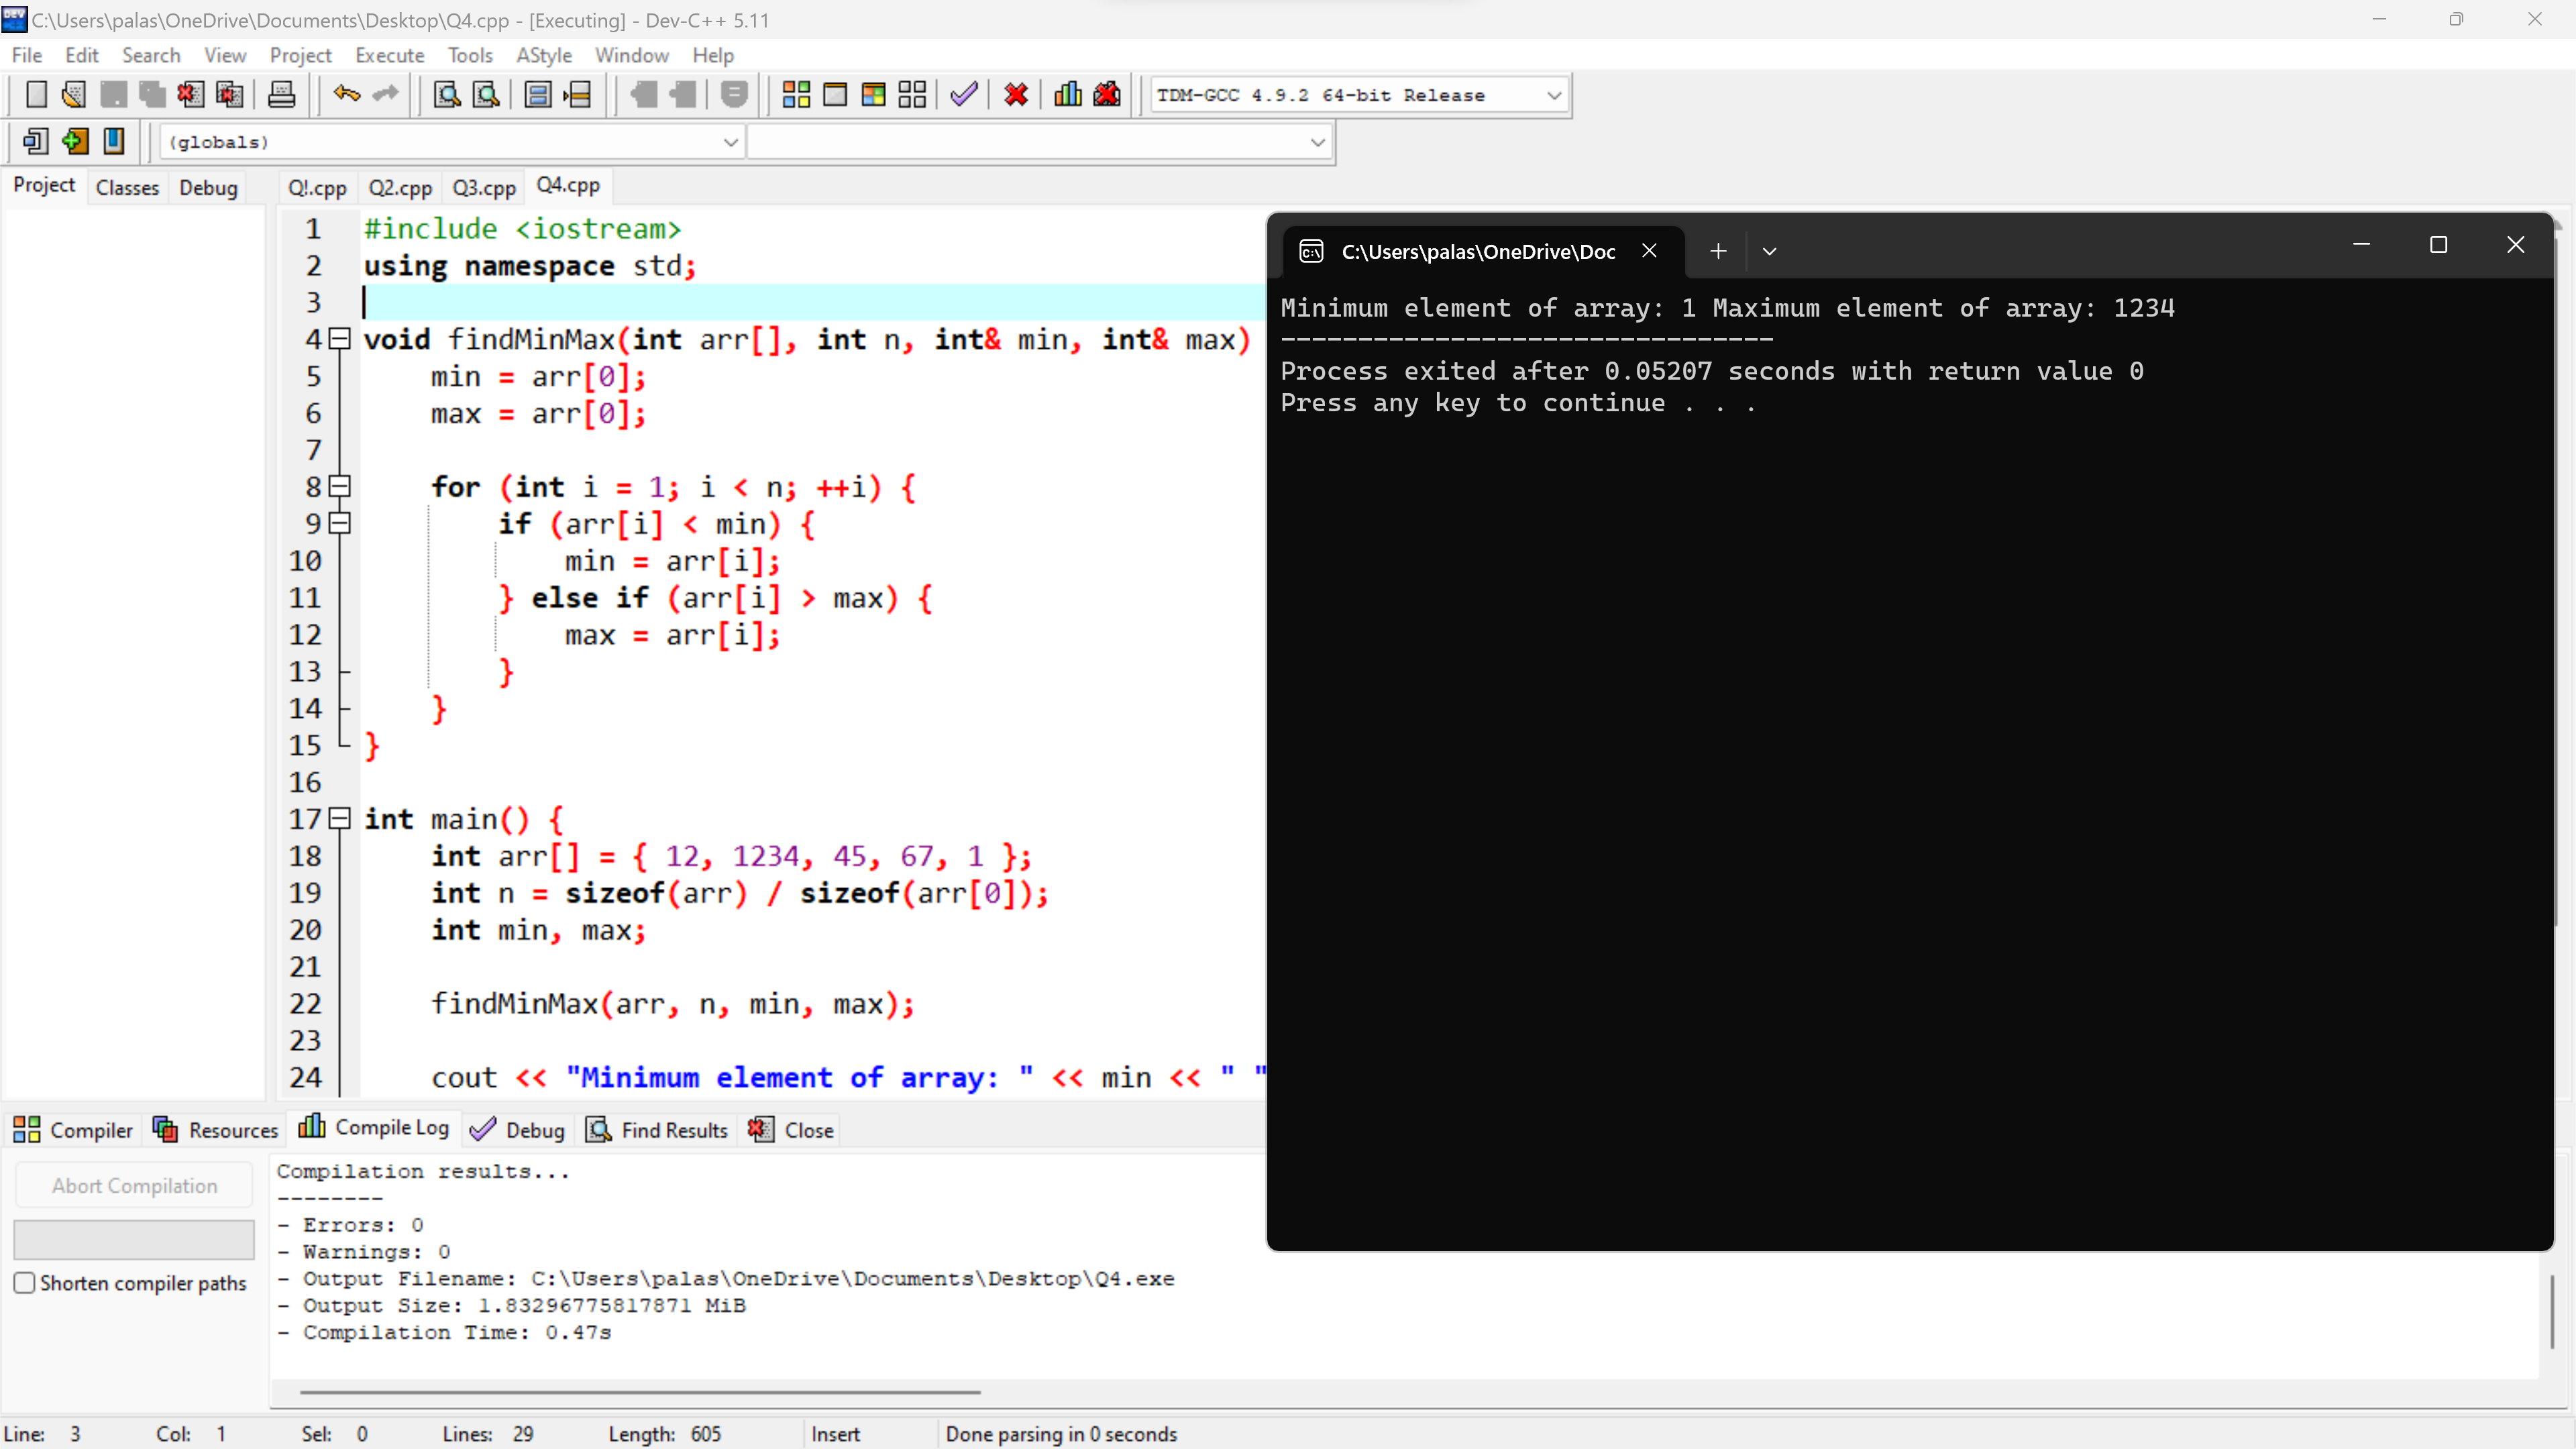 C:\Users\palas\OneDrive\Documents\Desktop\Q4.cpp - [Executing] - Dev-C++ 5.11
File Edit Search View Project Execute Tools AStyle Window Help
TDM-GCC 4.9.2 64-bit Release
(globals)
Project Classes Debug Q!.cpp Q2.cpp Q3.cpp Q4.cpp
1 #include <iostream>
2 using namespace std;
3
4 void findMinMax(int arr[], int n, int& min, int& max)
5     min = arr[0];
6     max = arr[0];
7
8     for (int i = 1; i < n; ++i) {
9         if (arr[i] < min) {
10             min = arr[i];
11         } else if (arr[i] > max) {
12             max = arr[i];
13         }
14     }
15 }
16
17 int main() {
18     int arr[] = { 12, 1234, 45, 67, 1 };
19     int n = sizeof(arr) / sizeof(arr[0]);
20     int min, max;
21
22     findMinMax(arr, n, min, max);
23
24     cout << "Minimum element of array: " << min << " "
C:\Users\palas\OneDrive\Doc
Minimum element of array: 1 Maximum element of array: 1234
--------------------------------
Process exited after 0.05207 seconds with return value 0
Press any key to continue . . .
Compiler Resources Compile Log Debug Find Results Close
Abort Compilation
Shorten compiler paths
Compilation results...
--------
- Errors: 0
- Warnings: 0
- Output Filename: C:\Users\palas\OneDrive\Documents\Desktop\Q4.exe
- Output Size: 1.83296775817871 MiB
- Compilation Time: 0.47s
Line: 3 Col: 1 Sel: 0 Lines: 29 Length: 605 Insert Done parsing in 0 seconds